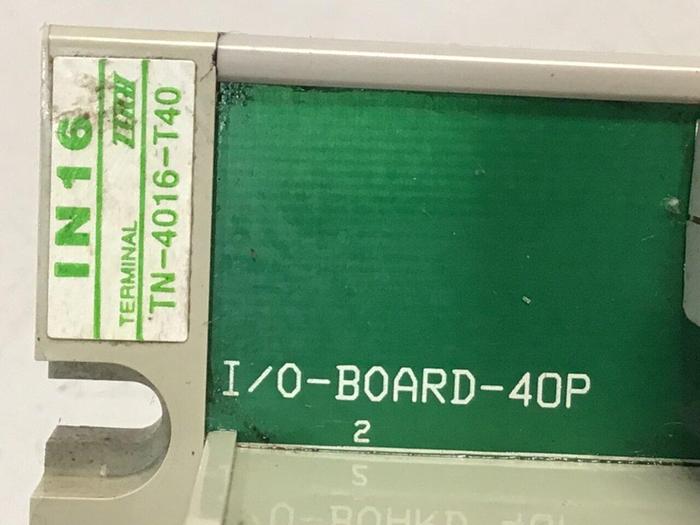 IN16
TERMINAL
TN-4016-T40
I/O-BOARD-40P
2